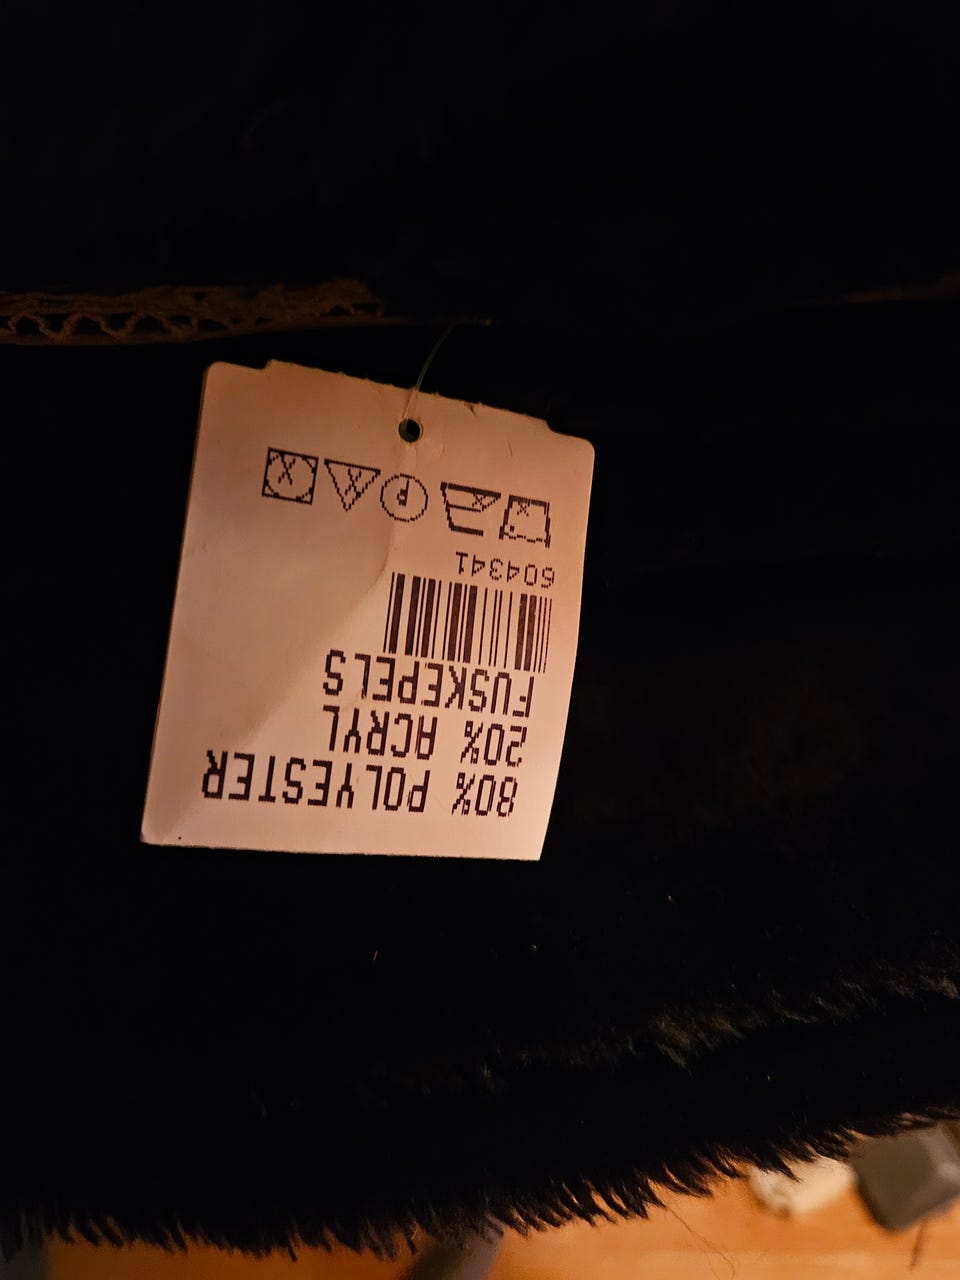 80% POLYESTER
20% ACRYL
FUSKEPELS
604341
P